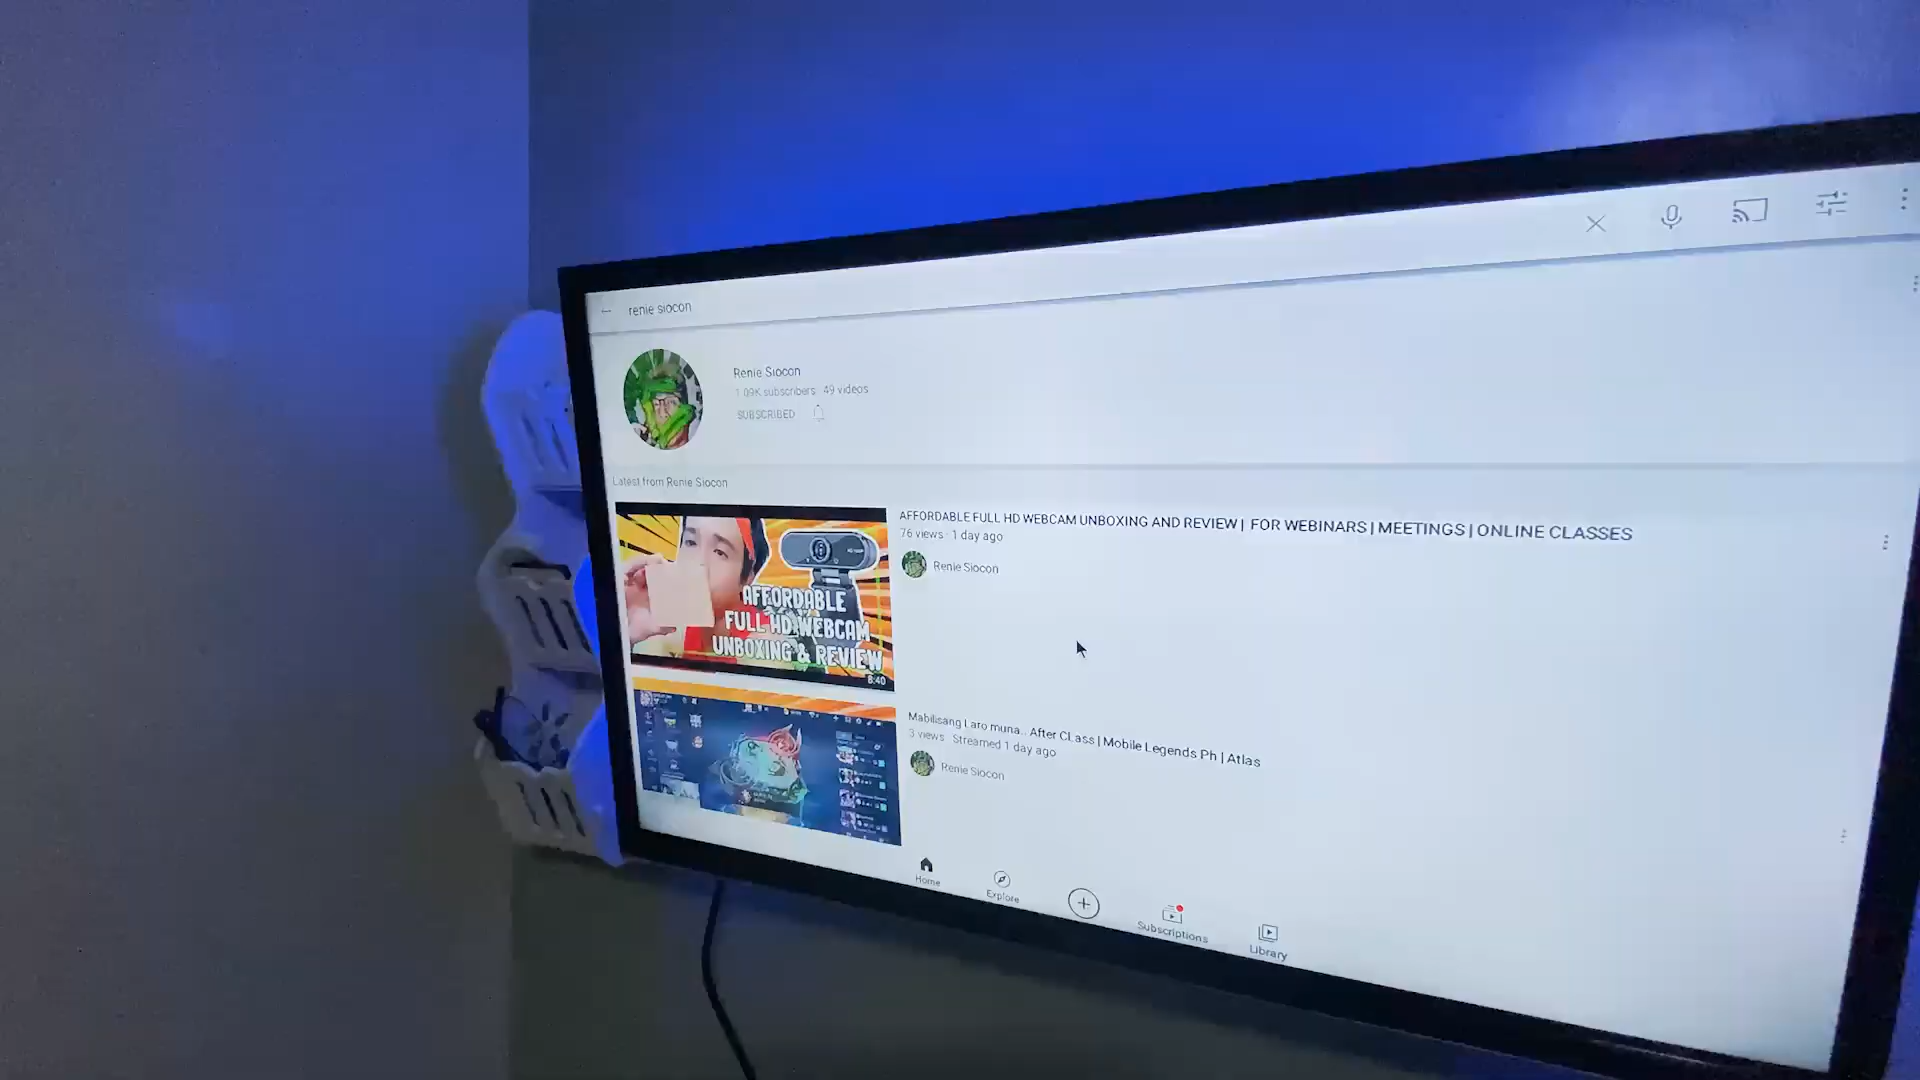 renie siocon
Renie Siocon
1.09K subscribers · 49 videos
SUBSCRIBED
Latest from Renie Siocon
AFFORDABLE FULL HD WEBCAM UNBOXING AND REVIEW | FOR WEBINARS | MEETINGS | ONLINE CLASSES
76 views · 1 day ago
Renie Siocon
AFFORDABLE
FULL HD WEBCAM
UNBOXING & REVIEW
8:40
Mabilisang Laro muna.. After CLass | Mobile Legends Ph | Atlas
3 views · Streamed 1 day ago
Renie Siocon
Home
Explore
Subscriptions
Library